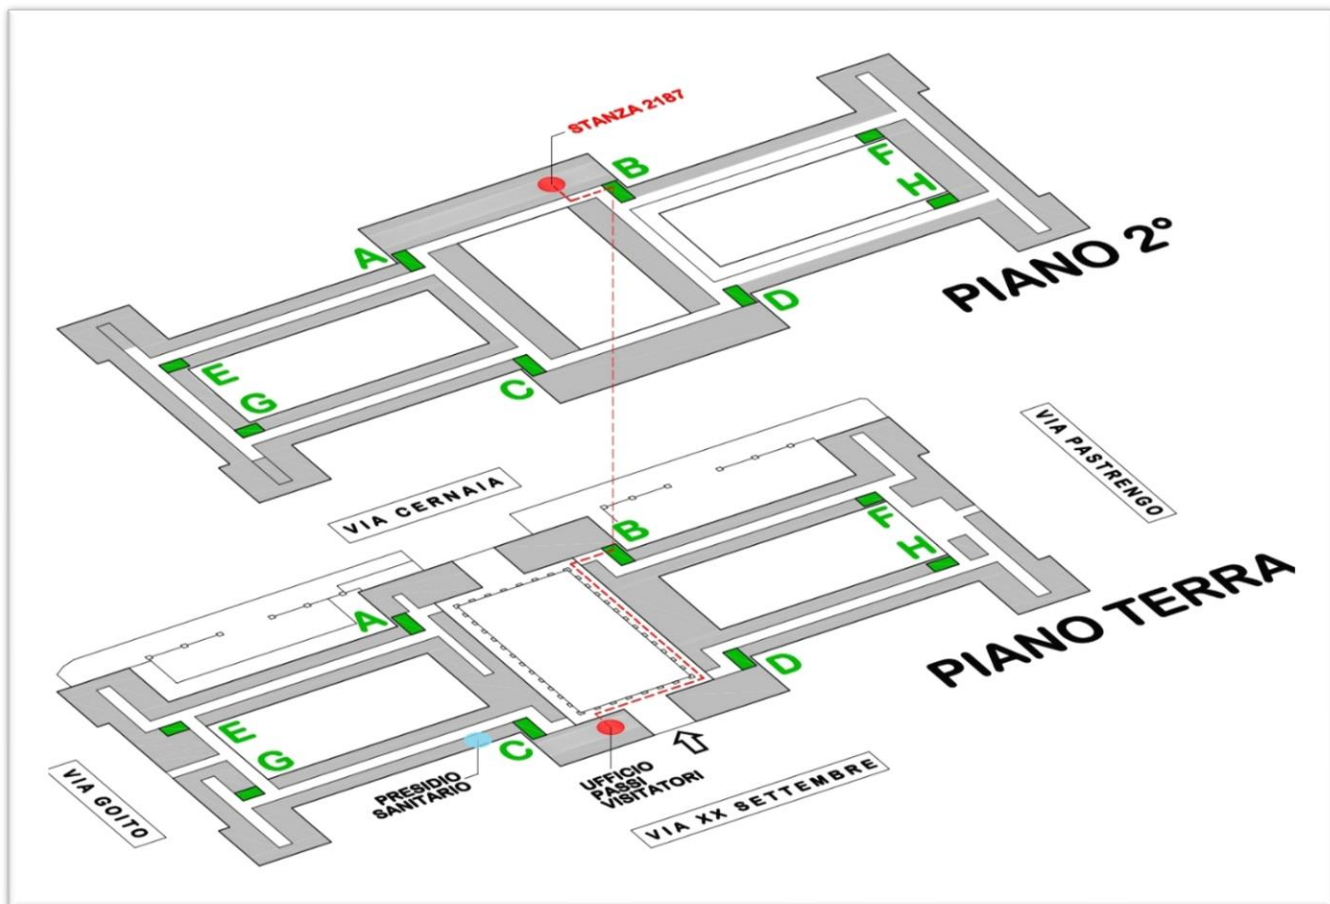 STANZA 2187
B
F
H
A
D
PIANO 2°
E
G
C
VIA CERNAIA
VIA PASTRENGO
B
F
H
A
D
PIANO TERRA
E
G
C
PRESIDIO
SANITARIO
UFFICIO
PASSI
VISITATORI
VIA GOITO
VIA XX SETTEMBRE